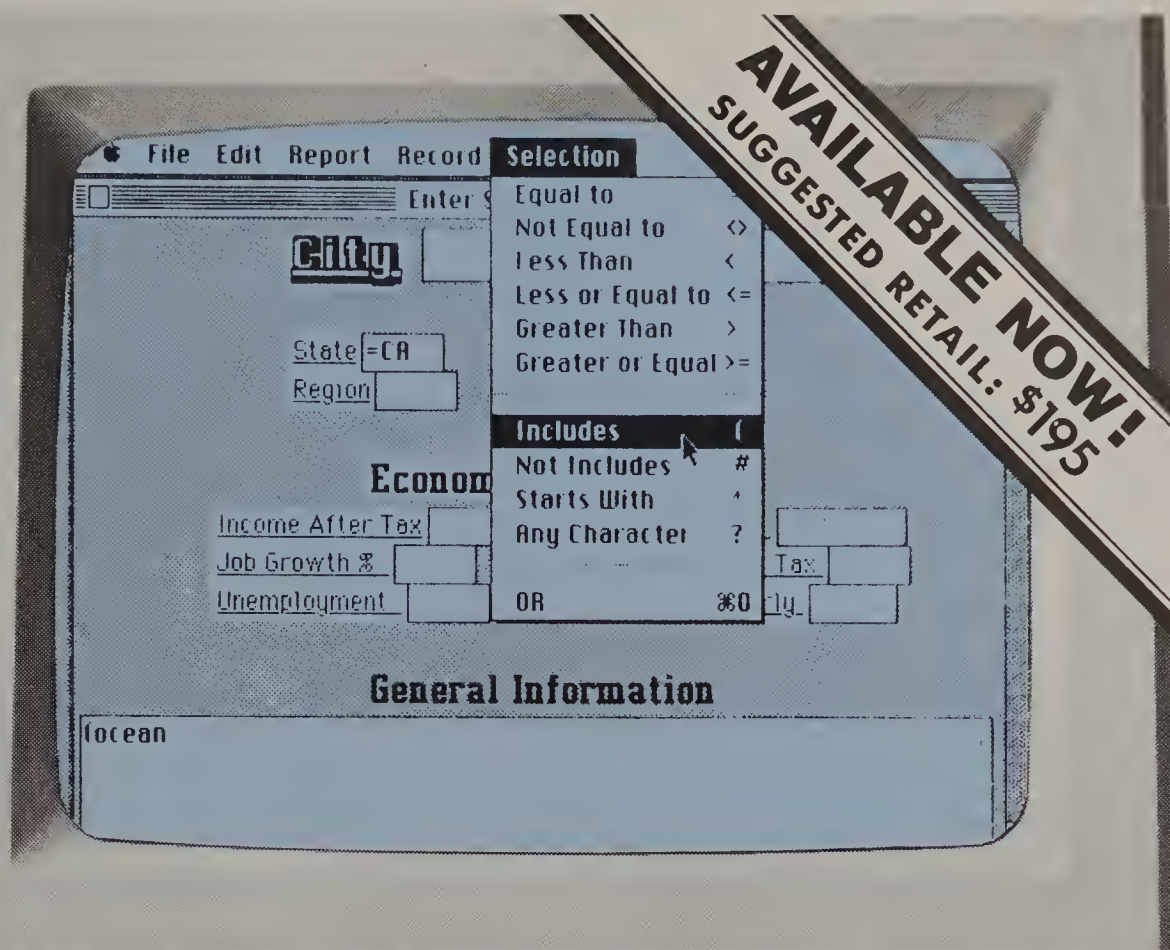 AVAILABLE NOW!
SUGGESTED RETAIL: $195
File Edit Report Record Selection
Enter
Equal to
Not Equal to <>
Less Than <
Less or Equal to <=
Greater Than >
Greater or Equal >=
Includes
Not Includes #
Starts With
Any Character ?
OR ⌘O
City
State =CA
Region
Econom
Income After Tax
Job Growth % Tax
Unemployment ly
General Information
ocean